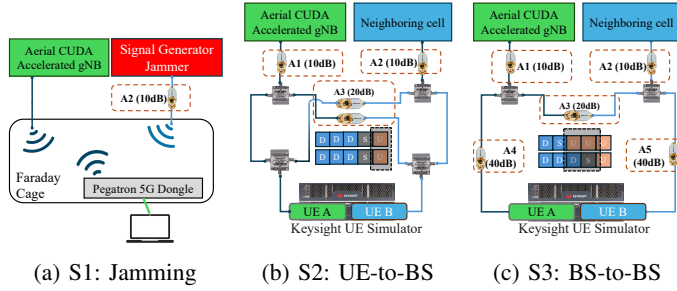 Aerial CUDA
Accelerated gNB
Signal Generator
Jammer
A2 (10dB)
Faraday
Cage
Pegatron 5G Dongle
(a) S1: Jamming
Aerial CUDA
Accelerated gNB
Neighboring cell
A1 (10dB)
A2 (10dB)
A3 (20dB)
D D D S U
D D D S U
UE A
UE B
Keysight UE Simulator
(b) S2: UE-to-BS
Aerial CUDA
Accelerated gNB
Neighboring cell
A1 (10dB)
A2 (10dB)
A3 (20dB)
A4
(40dB)
A5
(40dB)
D S U U U
D D D S U
UE A
UE B
Keysight UE Simulator
(c) S3: BS-to-BS